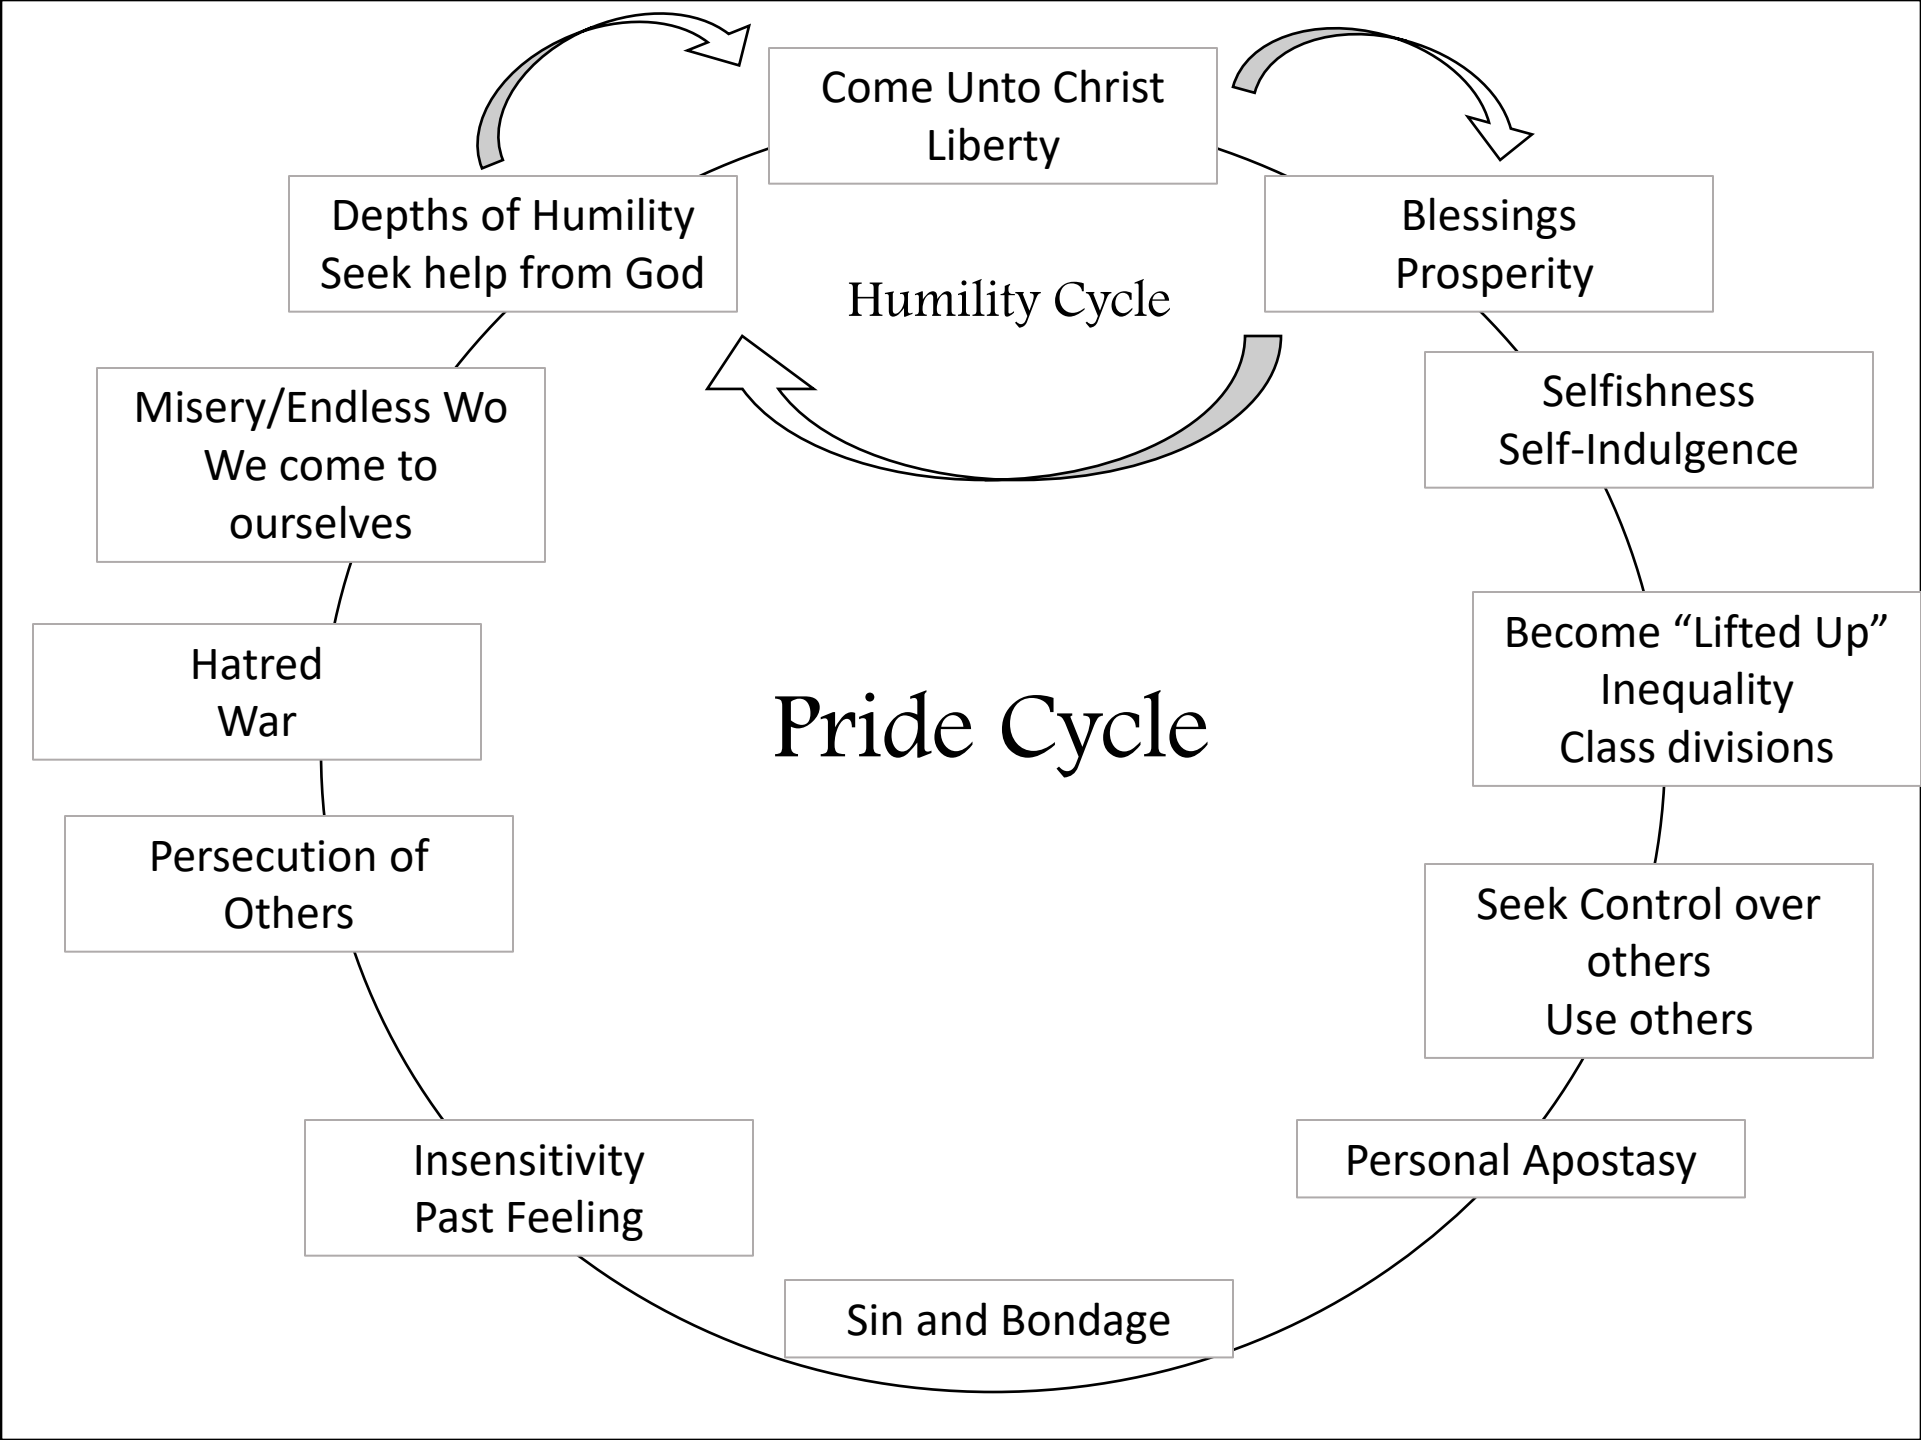 Come Unto Christ
Liberty
Blessings
Prosperity
Selfishness
Self-Indulgence
Become “Lifted Up”
Inequality
Class divisions
Seek Control over
others
Use others
Personal Apostasy
Sin and Bondage
Insensitivity
Past Feeling
Persecution of
Others
Hatred
War
Misery/Endless Wo
We come to
ourselves
Depths of Humility
Seek help from God
Humility Cycle
Pride Cycle